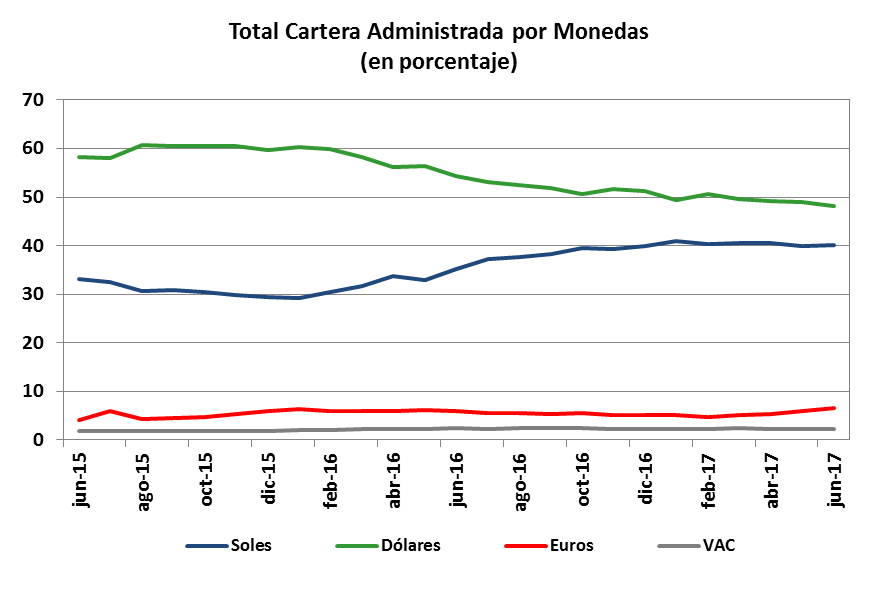 Total Cartera Administrada por Monedas
(en porcentaje)
70
60
50
40
30
20
10
0
jun-15
ago-15
oct-15
dic-15
feb-16
abr-16
jun-16
ago-16
oct-16
dic-16
feb-17
abr-17
jun-17
Soles Dólares Euros VAC